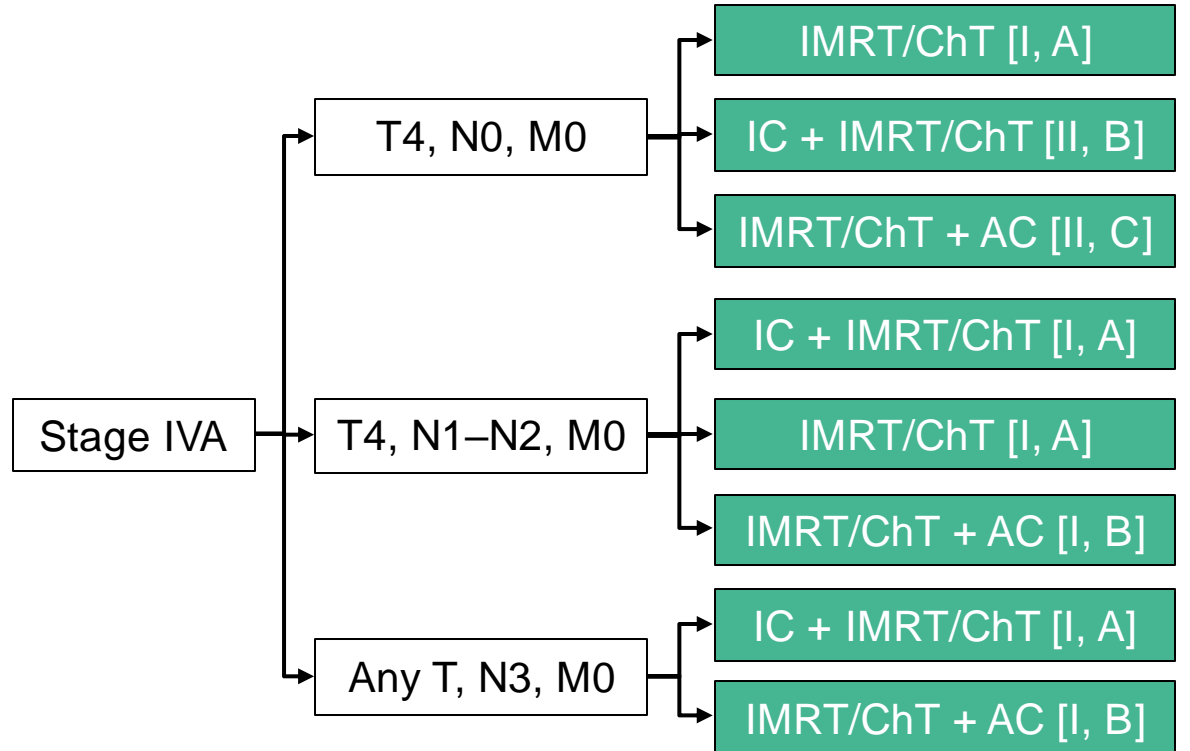 Stage IVA
T4, N0, M0
IMRT/ChT [I, A]
IC + IMRT/ChT [II, B]
IMRT/ChT + AC [II, C]
T4, N1–N2, M0
IC + IMRT/ChT [I, A]
IMRT/ChT [I, A]
IMRT/ChT + AC [I, B]
Any T, N3, M0
IC + IMRT/ChT [I, A]
IMRT/ChT + AC [I, B]